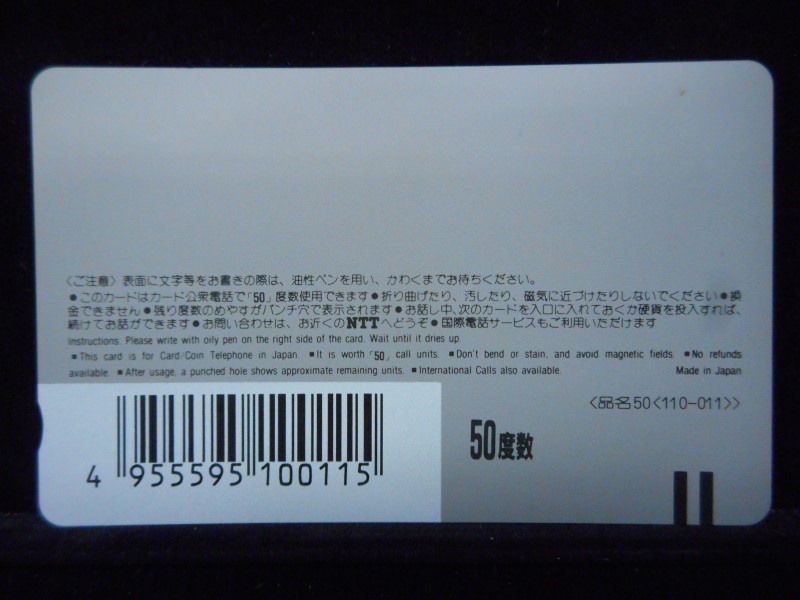 〈ご注意〉表面に文字等をお書きの際は、油性ペンを用い、かわくまでお待ちください。
●このカードはカード公衆電話で「50」度数使用できます●折り曲げたり、汚したり、磁気に近づけたりしないでください●換
金できません●残り度数のめやすがパンチ穴で表示されます●お話し中、次のカードを入口に入れておくか硬貨を投入すれば、
続けてお話ができます●お問い合わせは、お近くのNTTへどうぞ●国際電話サービスもご利用いただけます
Instructions: Please write with oily pen on the right side of the card. Wait until it dries up.
■This card is for Card/Coin Telephone in Japan. ■It is worth「50」call units. ■Don't bend or stain, and avoid magnetic fields. ■No refunds
available. ■After usage, a punched hole shows approximate remaining units. ■International Calls also available. Made in Japan
〈品名50〈110-011〉〉
50度数
4 955595 100115